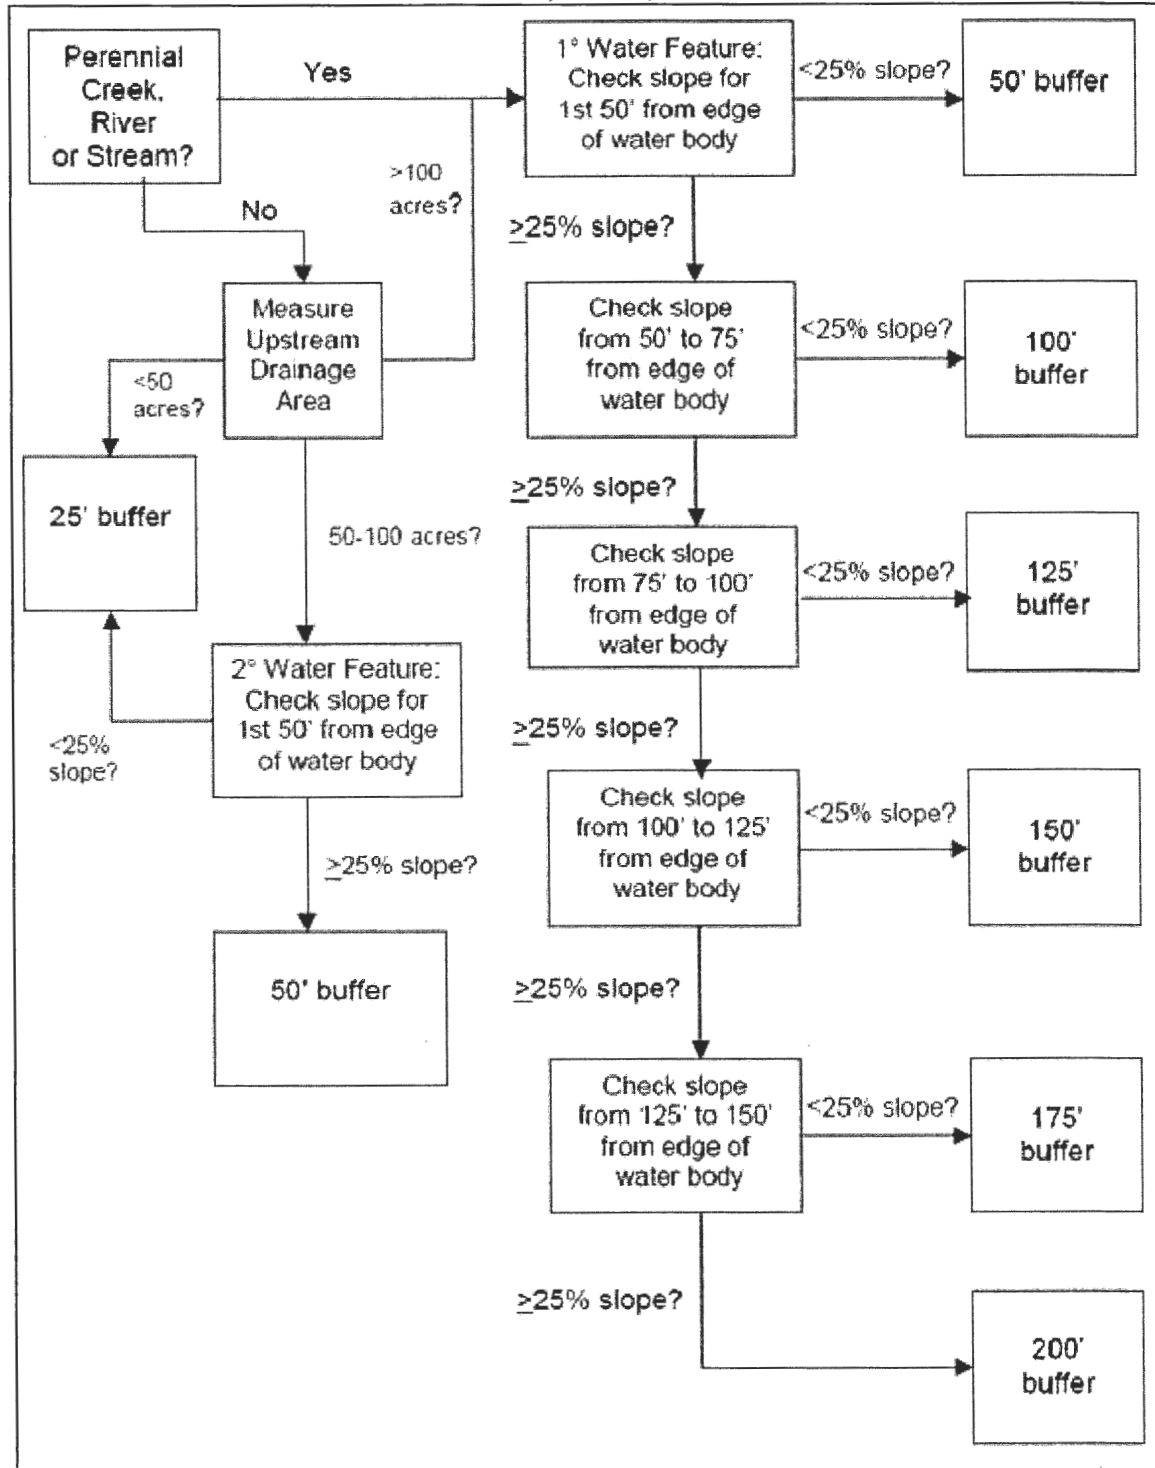 Perennial
Creek,
River
or Stream?
Yes
No
>100
acres?
Measure
Upstream
Drainage
Area
<50
acres?
25' buffer
50-100 acres?
2° Water Feature:
Check slope for
1st 50' from edge
of water body
<25%
slope?
≥25% slope?
50' buffer
1° Water Feature:
Check slope for
1st 50' from edge
of water body
<25% slope?
50' buffer
≥25% slope?
Check slope
from 50' to 75'
from edge of
water body
<25% slope?
100'
buffer
≥25% slope?
Check slope
from 75' to 100'
from edge of
water body
<25% slope?
125'
buffer
≥25% slope?
Check slope
from 100' to 125'
from edge of
water body
<25% slope?
150'
buffer
≥25% slope?
Check slope
from 125' to 150'
from edge of
water body
<25% slope?
175'
buffer
≥25% slope?
200'
buffer